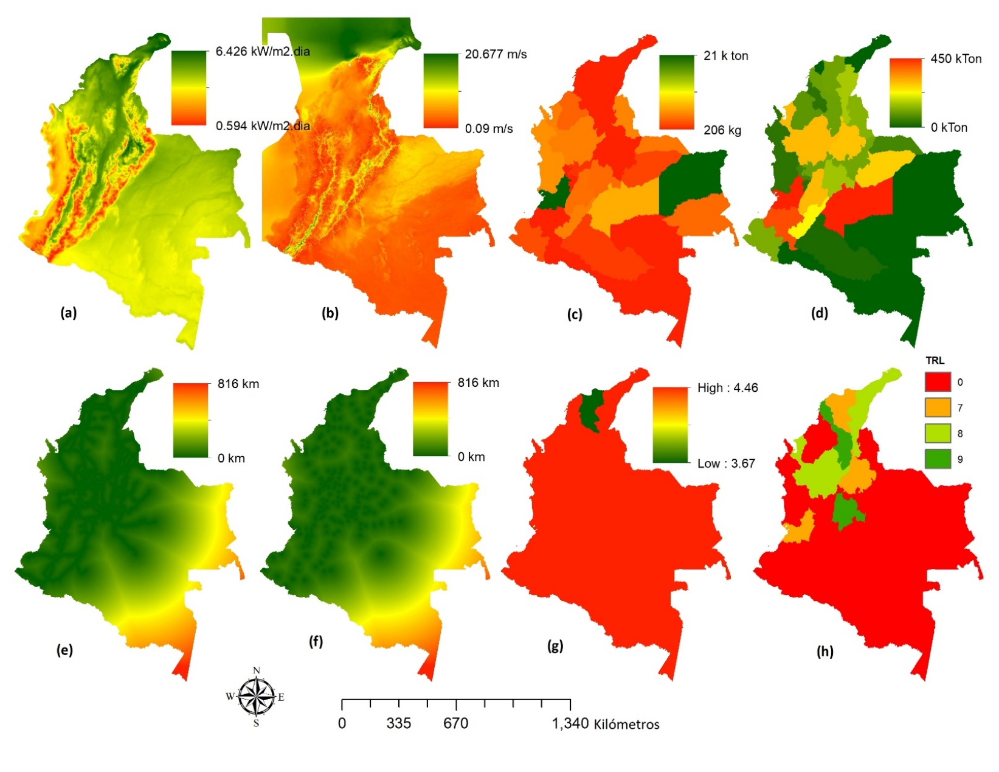 6.426 kW/m2.dia
0.594 kW/m2.dia
(a)
20.677 m/s
0.09 m/s
(b)
21 k ton
206 kg
(c)
450 kTon
0 kTon
(d)
816 km
0 km
(e)
816 km
0 km
(f)
High : 4.46
Low : 3.67
(g)
TRL
0
7
8
9
(h)
N
W E
S
0 335 670 1,340 Kilómetros